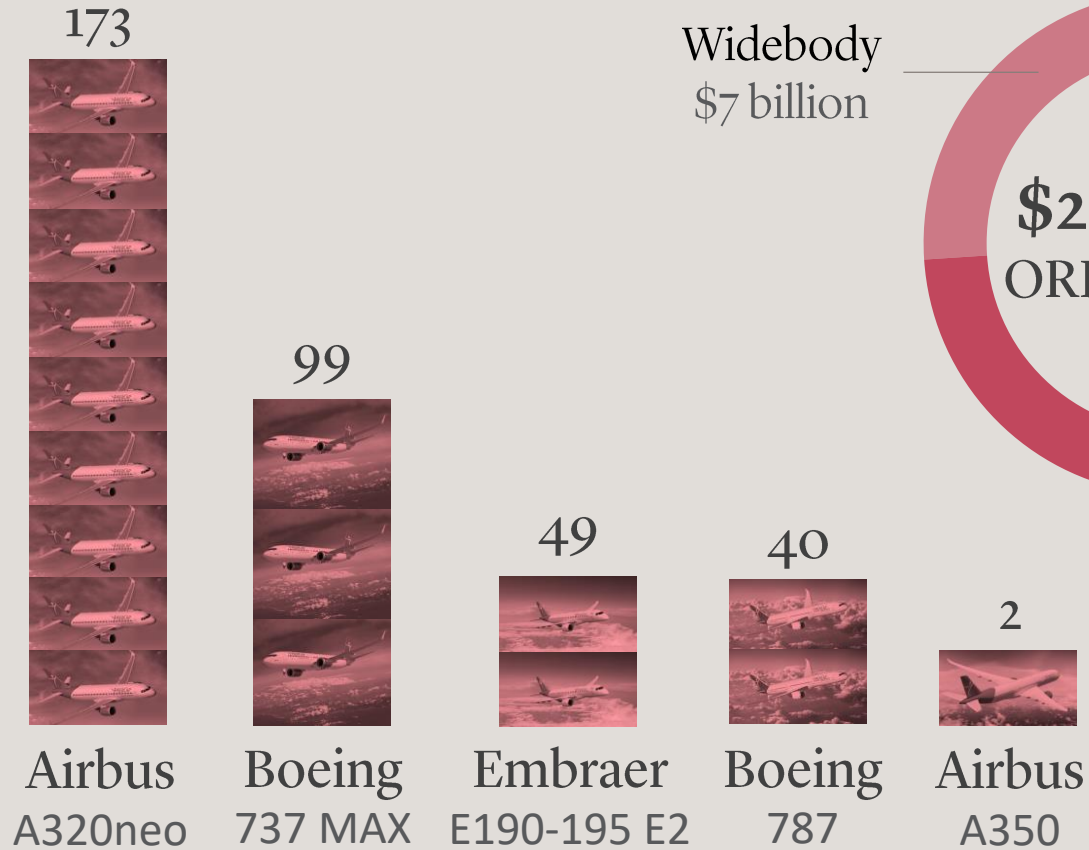 173
Widebody
$7 billion
$2
99
49
40
2
Airbus
A320neo
Boeing
737 MAX
Embraer
E190-195 E2
Boeing
787
Airbus
A350